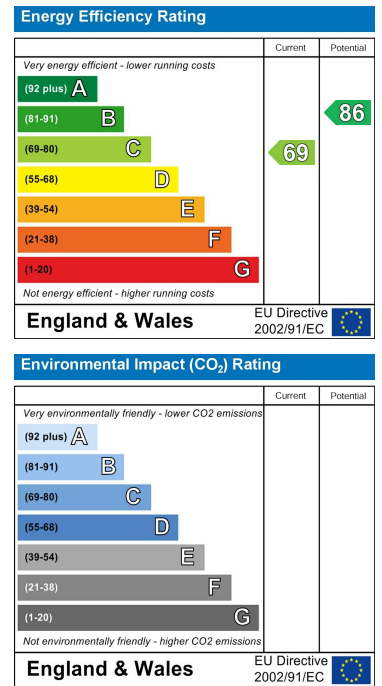 Energy Efficiency Rating
Current Potential
Very energy efficient - lower running costs
(92 plus) A
(81-91) B
86
(69-80) C
69
(55-68) D
(39-54) E
(21-38) F
(1-20) G
Not energy efficient - higher running costs
England & Wales
EU Directive
2002/91/EC
Environmental Impact (CO₂) Rating
Current Potential
Very environmentally friendly - lower CO2 emissions
(92 plus) A
(81-91) B
(69-80) C
(55-68) D
(39-54) E
(21-38) F
(1-20) G
Not environmentally friendly - higher CO2 emissions
England & Wales
EU Directive
2002/91/EC